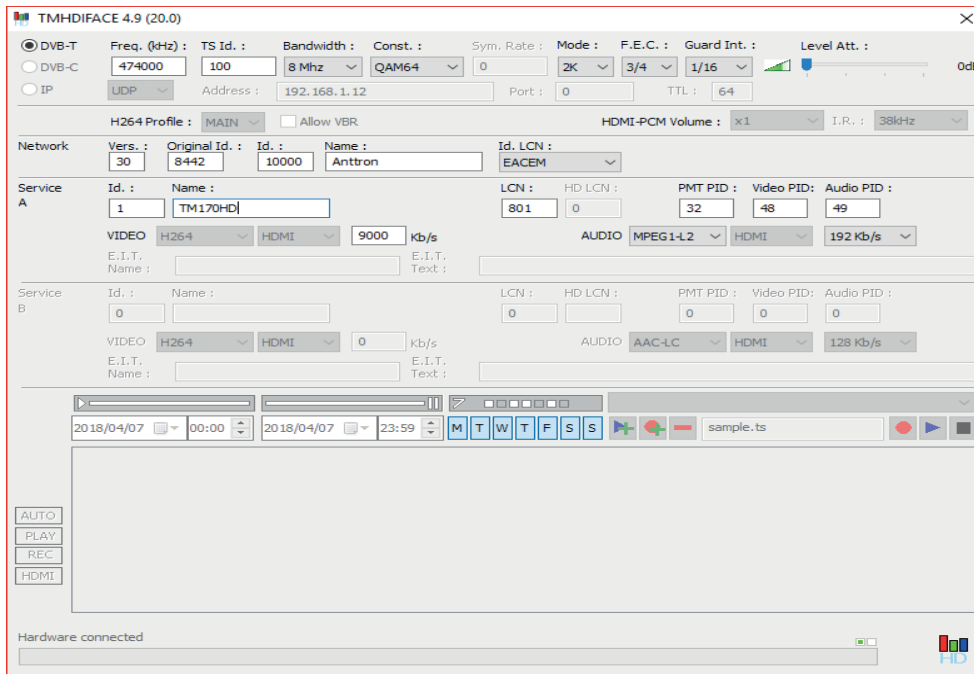 TMHDIFACE 4.9 (20.0)
DVB-T Freq. (kHz) : TS Id. : Bandwidth : Const. : Sym. Rate : Mode : F.E.C. : Guard Int. : Level Att. :
DVB-C 474000 100 8 Mhz QAM64 0 2K 3/4 1/16 0dB
IP UDP Address : 192.168.1.12 Port : 0 TTL : 64
H264 Profile : MAIN Allow VBR HDMI-PCM Volume : x1 I.R. : 38kHz
Network Vers. : Original Id. : Id. : Name : Id. LCN :
30 8442 10000 Anttron EACEM
Service Id. : Name : LCN : HD LCN : PMT PID : Video PID: Audio PID :
A 1 TM170HD 801 0 32 48 49
VIDEO H264 HDMI 9000 Kb/s AUDIO MPEG1-L2 HDMI 192 Kb/s
E.I.T. E.I.T.
Name : Text :
Service Id. : Name : LCN : HD LCN : PMT PID : Video PID: Audio PID :
B 0 0 0 0 0
VIDEO H264 HDMI 0 Kb/s AUDIO AAC-LC HDMI 128 Kb/s
E.I.T. E.I.T.
Name : Text :
2018/04/07 00:00 2018/04/07 23:59 M T W T F S S sample.ts
AUTO
PLAY
REC
HDMI
Hardware connected
HD